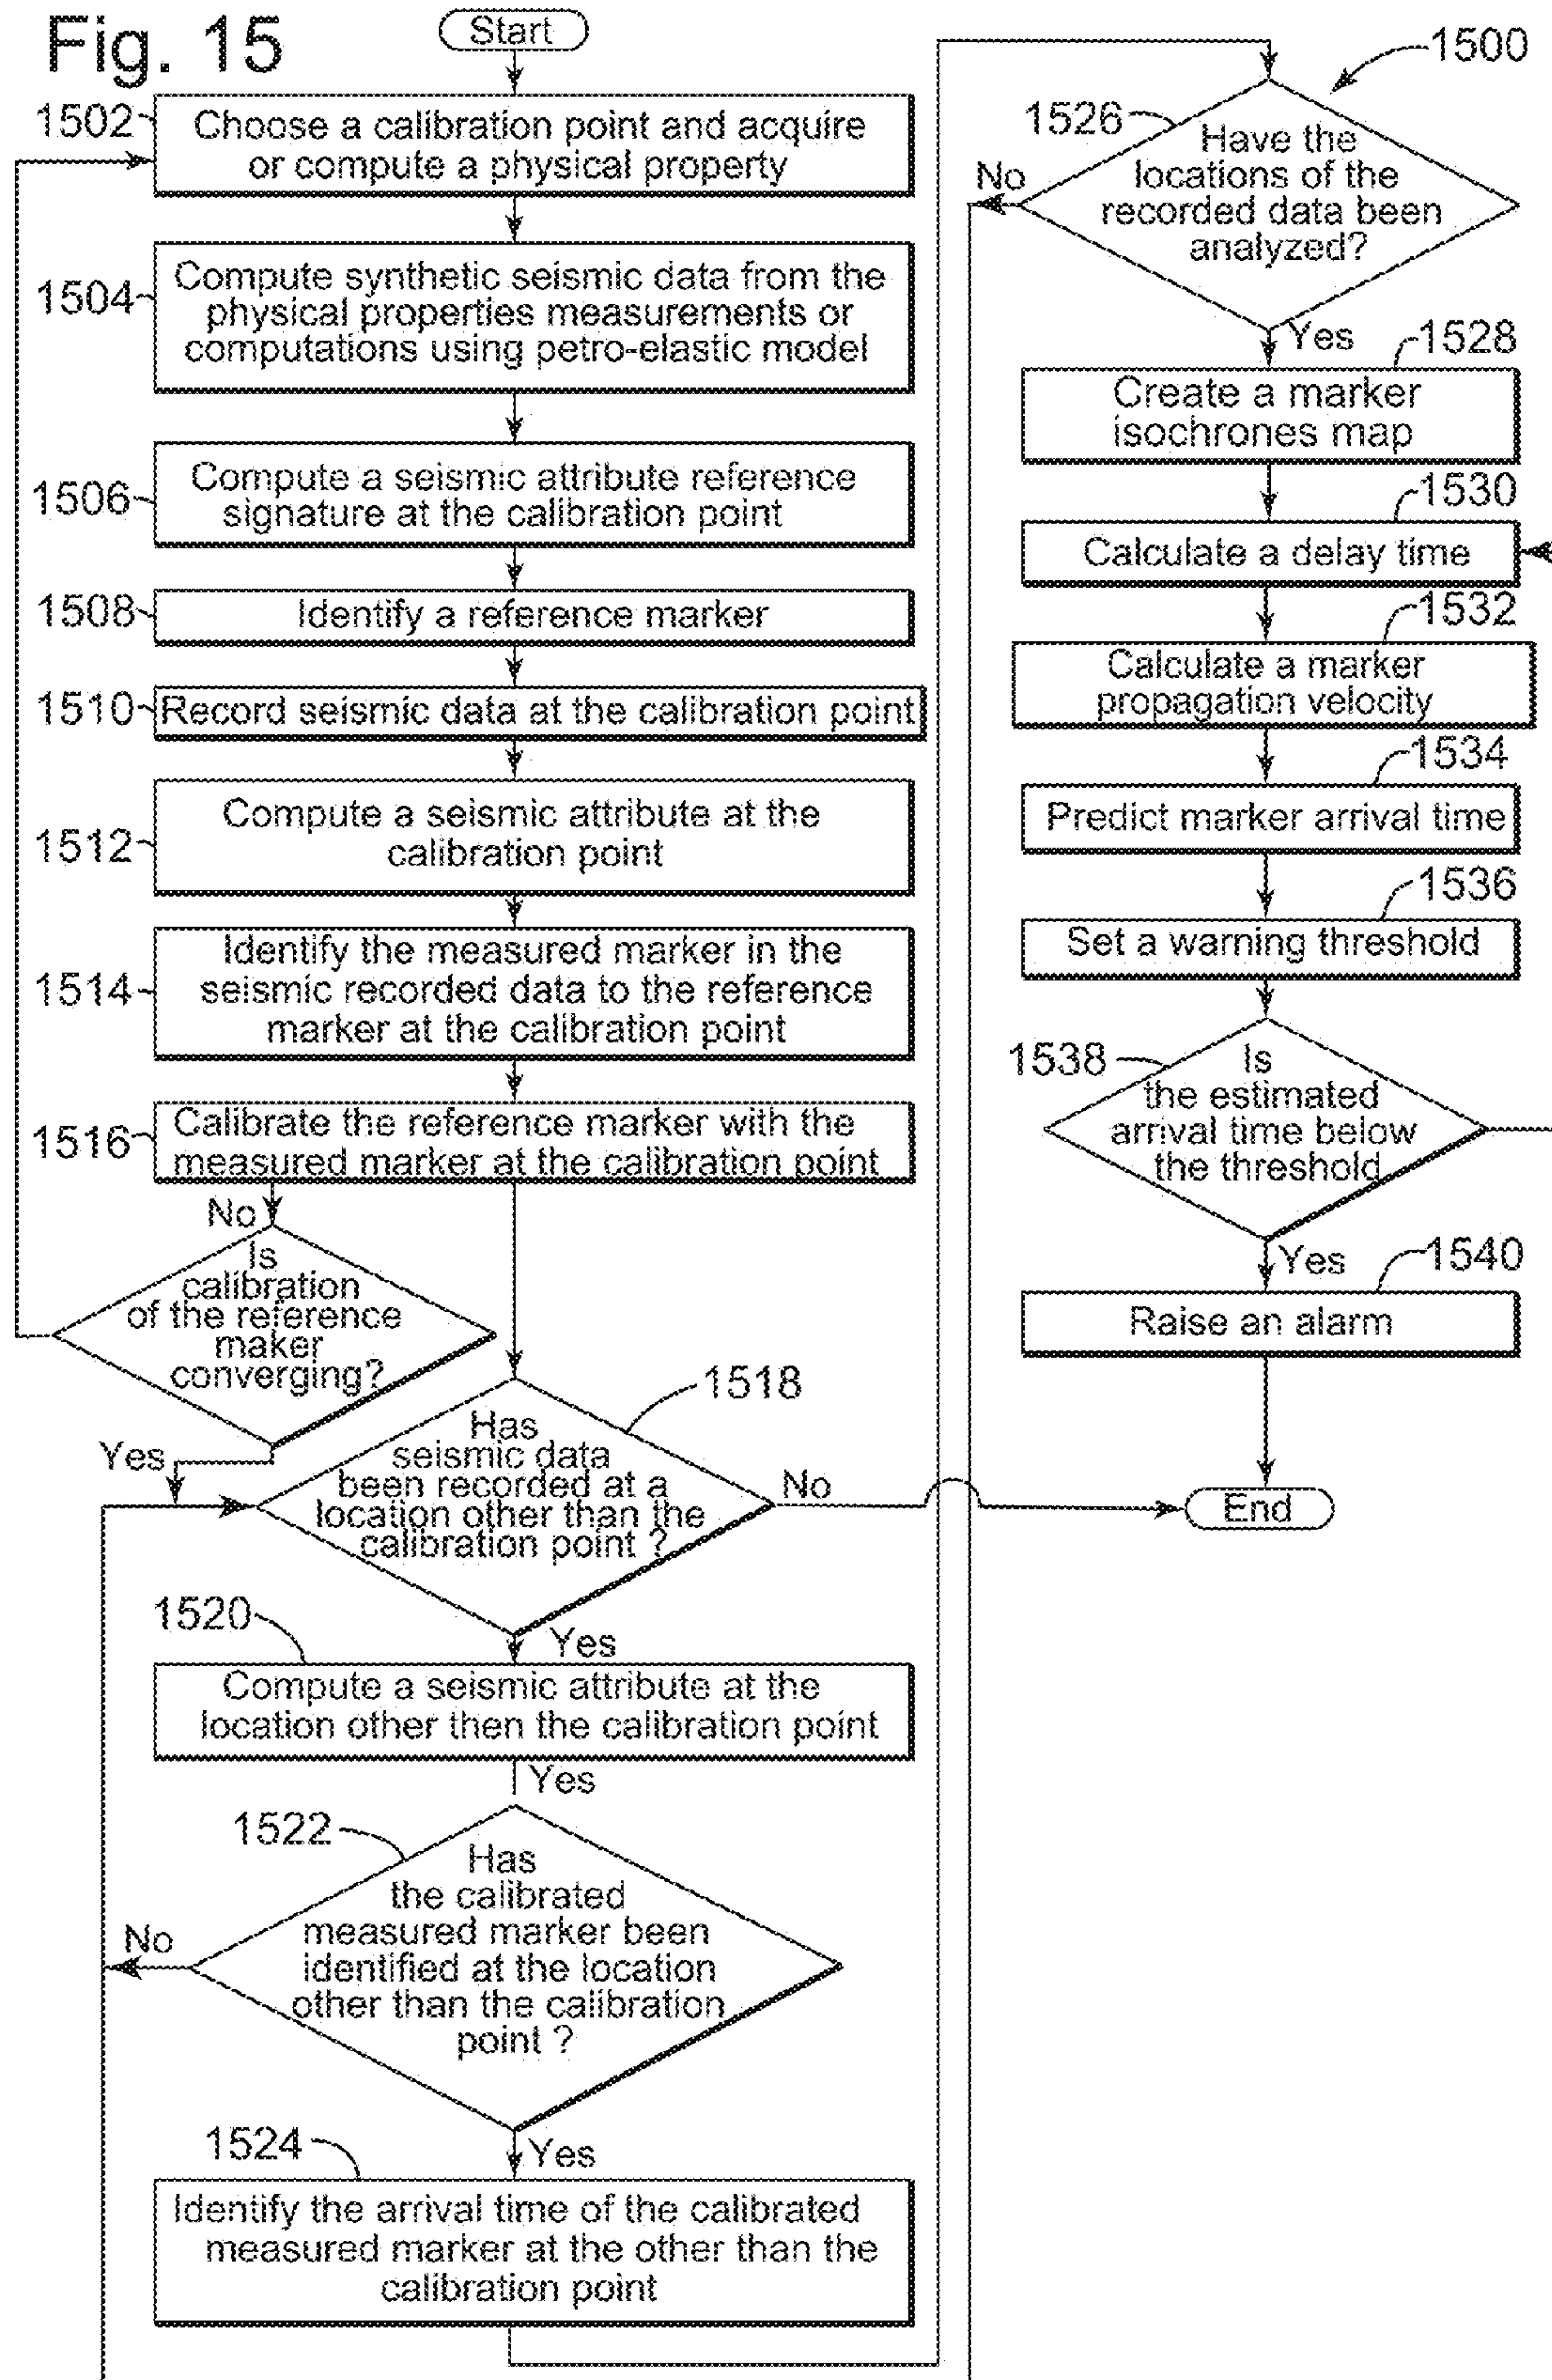 Fig. 15
Start
1502
Choose a calibration point and acquire
or compute a physical property
1504
Compute synthetic seismic data from the
physical properties measurements or
computations using petro-elastic model
1506
Compute a seismic attribute reference
signature at the calibration point
1508
Identify a reference marker
1510
Record seismic data at the calibration point
1512
Compute a seismic attribute at the
calibration point
1514
Identify the measured marker in the
seismic recorded data to the reference
marker at the calibration point
1516
Calibrate the reference marker with the
measured marker at the calibration point
No
Is
calibration
of the reference
maker
converging?
Yes
1518
Has
seismic data
been recorded at a
location other than the
calibration point ?
No
Yes
1520
Compute a seismic attribute at the
location other then the calibration point
Yes
1522
Has
the calibrated
measured marker been
identified at the location
other than the calibration
point ?
No
Yes
1524
Identify the arrival time of the calibrated
measured marker at the other than the
calibration point
1500
1526
Have the
locations of the
recorded data been
analyzed?
No
Yes
1528
Create a marker
isochrones map
1530
Calculate a delay time
1532
Calculate a marker
propagation velocity
1534
Predict marker arrival time
1536
Set a warning threshold
1538
Is
the estimated
arrival time below
the threshold
Yes
1540
Raise an alarm
End